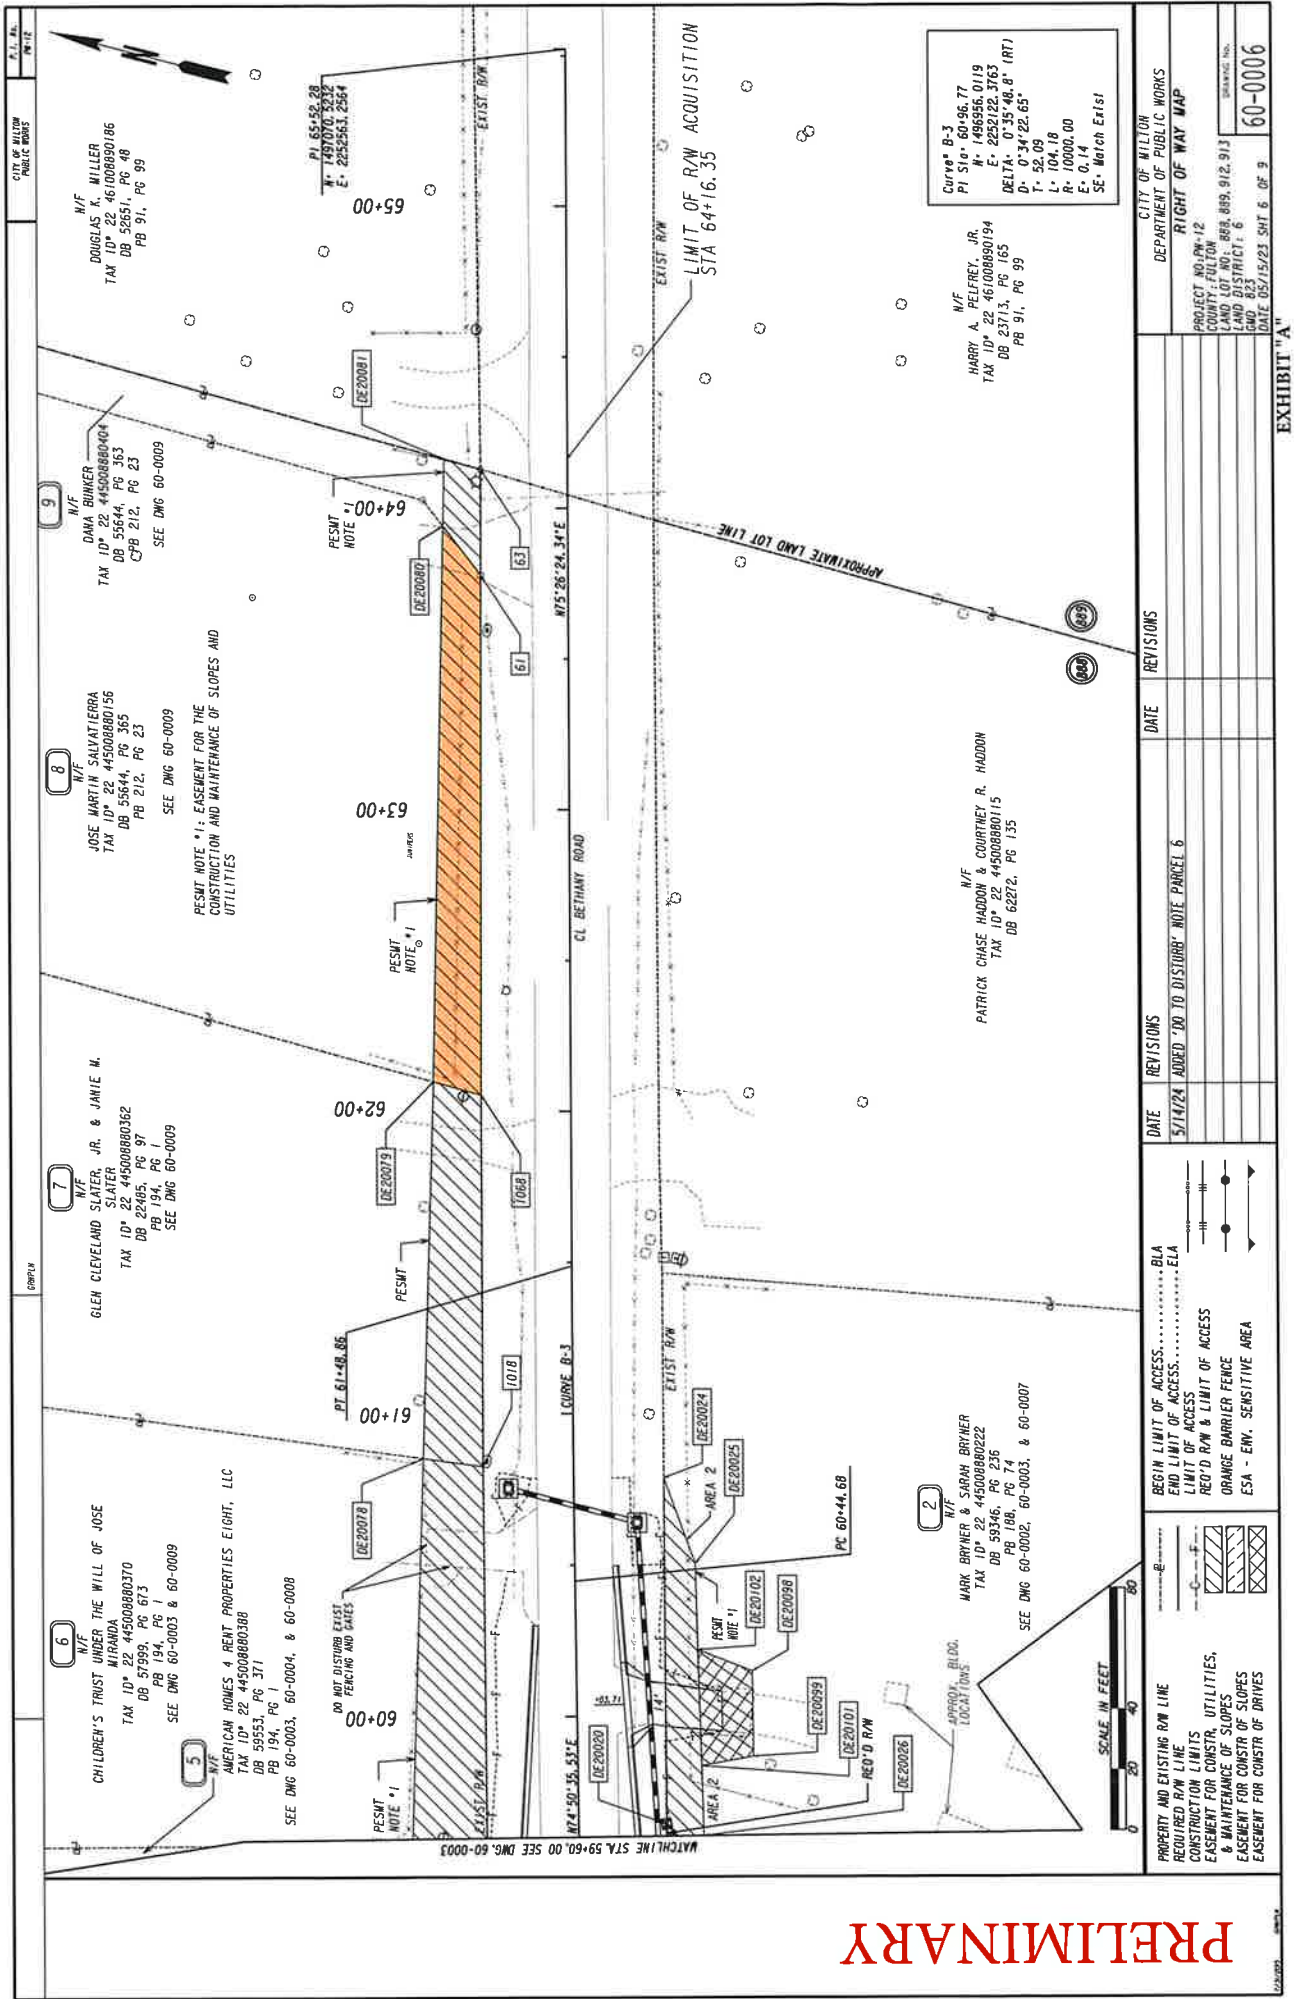 P.I. No.
PW-12
CITY OF MILTON
PUBLIC WORKS
GRNPLN
6
N/F
CHILDREN'S TRUST UNDER THE WILL OF JOSE
MIRANDA
TAX ID# 22 445008880370
DB 57999, PG 673
PB 194, PG 1
SEE DWG 60-0003 & 60-0009
5
N/F
AMERICAN HOMES 4 RENT PROPERTIES EIGHT, LLC
TAX ID# 22 445008880388
DB 59553, PG 371
PB 194, PG 1
SEE DWG 60-0003, 60-0004, & 60-0008
7
N/F
GLEN CLEVELAND SLATER, JR. & JANIE M.
SLATER
TAX ID# 22 445008880362
DB 22485, PG 97
PB 194, PG 1
SEE DWG 60-0009
8
N/F
JOSE MARTIN SALVATIERRA
TAX ID# 22 445008880156
DB 55644, PG 365
PB 212, PG 23
SEE DWG 60-0009
PESMT NOTE #1: EASEMENT FOR THE
CONSTRUCTION AND MAINTENANCE OF SLOPES AND
UTILITIES
9
N/F
DANA BUNKER
TAX ID# 22 445008880404
DB 55644, PG 363
PB 212, PG 23
SEE DWG 60-0009
N/F
DOUGLAS K. MILLER
TAX ID# 22 461008890186
DB 52651, PG 48
PB 91, PG 99
N
PI 65+52.28
N= 1497070.5232
E= 2252563.2564
DO NOT DISTURB EXIST
FENCING AND GATES
PESMT
NOTE #1
60+00
DE20078
61+00
PT 61+48.86
PESMT
DE20079
62+00
PESMT
NOTE #1
JUNIPERS
63+00
DE20080
64+00
PESMT
NOTE #1
DE20081
65+00
EXIST R/W
EXIST R/W
1018
1068
61
63
N74°50'35.53"E
CURVE B-3
CL BETHANY ROAD
N75°26'24.34"E
LIMIT OF R/W ACQUISITION
STA 64+16.35
EXIST R/W
EXIST R/W
MATCHLINE STA.59+60.00 SEE DWG. 60-0003
DE20020
+03.71
14'
PESMT
NOTE #1
AREA 2
AREA 2
DE20024
DE20025
DE20102
DE20098
DE20099
DE20101
REQ'D R/W
DE20026
PC 60+44.68
APPROX. BLDG.
LOCATIONS
2
N/F
MARK BRYNER & SARAH BRYNER
TAX ID# 22 445008880222
DB 59346, PG 236
PB 188, PG 74
SEE DWG 60-0002, 60-0003, & 60-0007
N/F
PATRICK CHASE HADDON & COURTNEY R. HADDON
TAX ID# 22 445008880115
DB 62272, PG 135
APPROXIMATE LAND LOT LINE
888
889
N/F
HARRY A. PELFREY, JR.
TAX ID# 22 461008890194
DB 23713, PG 165
PB 91, PG 99
Curve# B-3
PI Sta= 60+96.77
N= 1496956.0119
E= 2252122.3763
DELTA= 0°35'48.8" (RT)
D= 0°34'22.65"
T= 52.09
L= 104.18
R= 10000.00
E= 0.14
SE= Match Exist
SCALE IN FEET
0 20 40 80
PROPERTY AND EXISTING R/W LINE
REQUIRED R/W LINE
CONSTRUCTION LIMITS
EASEMENT FOR CONSTR, UTILITIES,
& MAINTENANCE OF SLOPES
EASEMENT FOR CONSTR OF SLOPES
EASEMENT FOR CONSTR OF DRIVES
BEGIN LIMIT OF ACCESS..........BLA
END LIMIT OF ACCESS............ELA
LIMIT OF ACCESS
REQ'D R/W & LIMIT OF ACCESS
ORANGE BARRIER FENCE
ESA - ENV. SENSITIVE AREA
DATE REVISIONS DATE REVISIONS
5/14/24 ADDED 'DO TO DISTURB' NOTE PARCEL 6
CITY OF MILTON
DEPARTMENT OF PUBLIC WORKS
RIGHT OF WAY MAP
PROJECT NO:PW-12
COUNTY: FULTON
LAND LOT NO: 888,889,912,913
LAND DISTRICT: 6
GMD 823
DATE 05/15/23 SHT 6 OF 9
DRAWING No.
60-0006
EXHIBIT "A"
PRELIMINARY